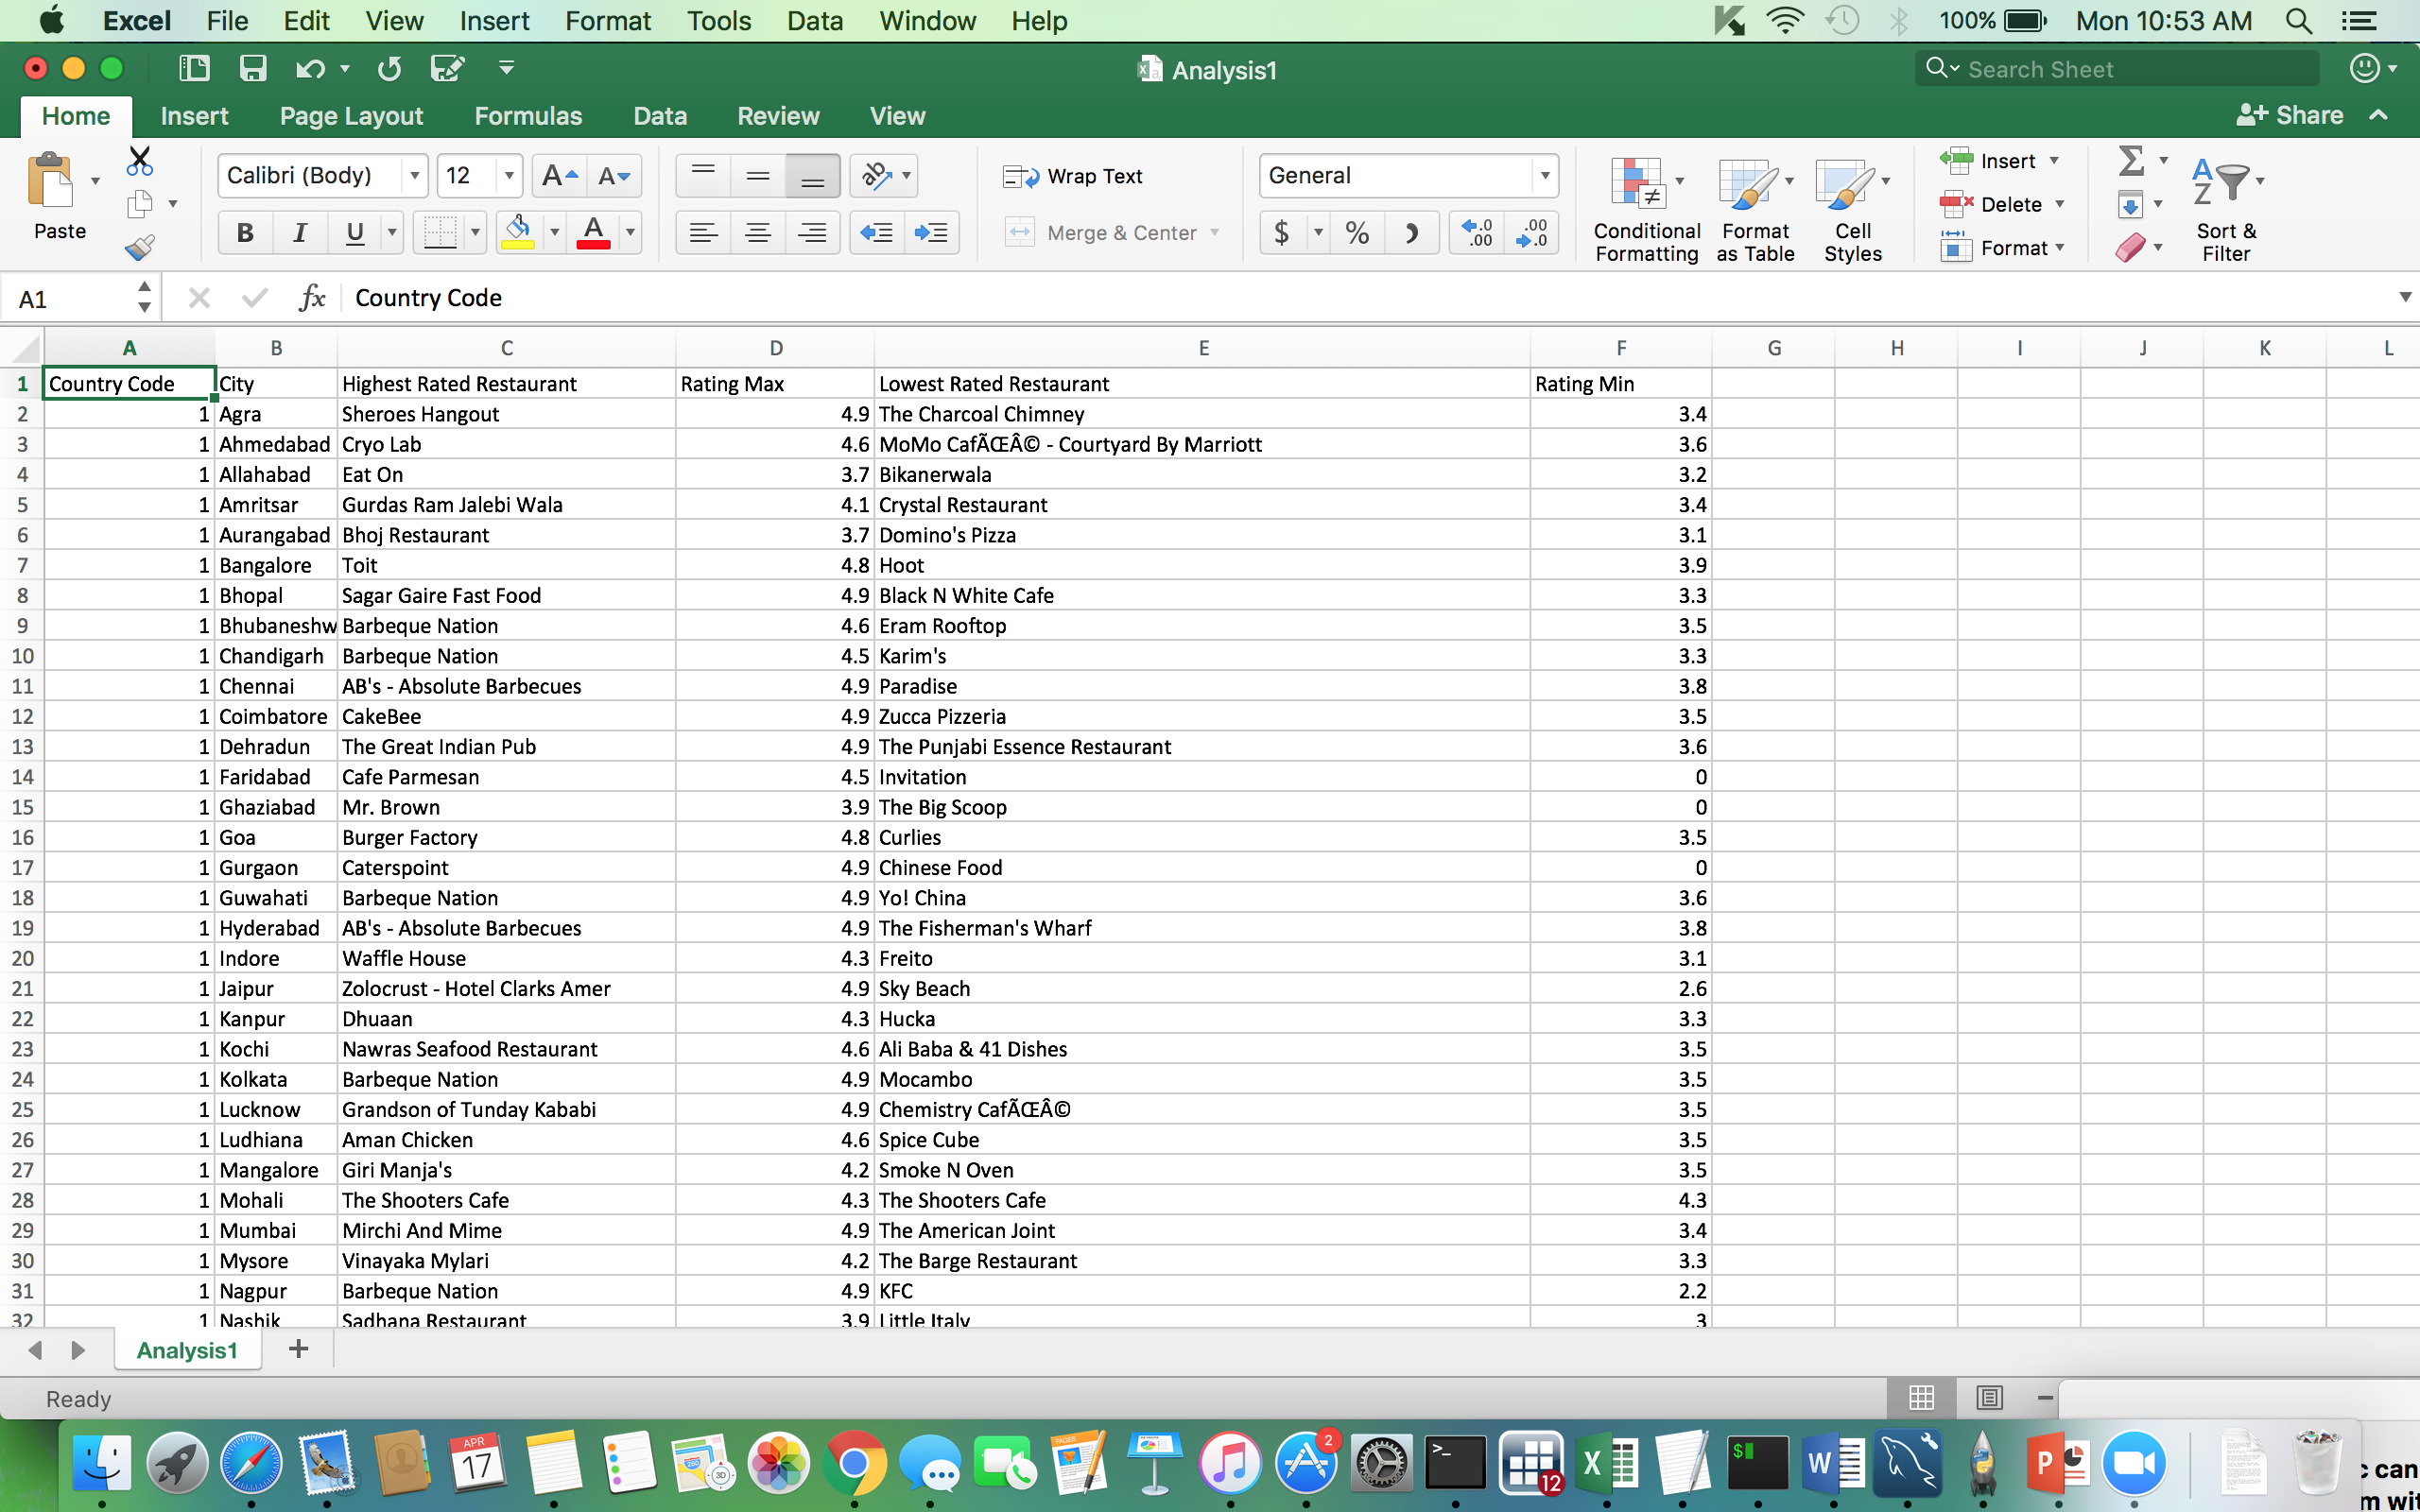 Excel File Edit View Insert Format Tools Data Window Help 100% Mon 10:53 AM
Analysis1 Search Sheet
Home Insert Page Layout Formulas Data Review View Share
Paste Calibri (Body) 12 A A ab Wrap Text General Conditional Formatting Format as Table Cell Styles Insert Delete Format Sort & Filter
B I U A Merge & Center $ % .0 .00 .00 .0
A1 fx Country Code
A B C D E F G H I J K L
1 Country Code City Highest Rated Restaurant Rating Max Lowest Rated Restaurant Rating Min
2 1 Agra Sheroes Hangout 4.9 The Charcoal Chimney 3.4
3 1 Ahmedabad Cryo Lab 4.6 MoMo CafÃŒÂ© - Courtyard By Marriott 3.6
4 1 Allahabad Eat On 3.7 Bikanerwala 3.2
5 1 Amritsar Gurdas Ram Jalebi Wala 4.1 Crystal Restaurant 3.4
6 1 Aurangabad Bhoj Restaurant 3.7 Domino's Pizza 3.1
7 1 Bangalore Toit 4.8 Hoot 3.9
8 1 Bhopal Sagar Gaire Fast Food 4.9 Black N White Cafe 3.3
9 1 Bhubaneshw Barbeque Nation 4.6 Eram Rooftop 3.5
10 1 Chandigarh Barbeque Nation 4.5 Karim's 3.3
11 1 Chennai AB's - Absolute Barbecues 4.9 Paradise 3.8
12 1 Coimbatore CakeBee 4.9 Zucca Pizzeria 3.5
13 1 Dehradun The Great Indian Pub 4.9 The Punjabi Essence Restaurant 3.6
14 1 Faridabad Cafe Parmesan 4.5 Invitation 0
15 1 Ghaziabad Mr. Brown 3.9 The Big Scoop 0
16 1 Goa Burger Factory 4.8 Curlies 3.5
17 1 Gurgaon Caterspoint 4.9 Chinese Food 0
18 1 Guwahati Barbeque Nation 4.9 Yo! China 3.6
19 1 Hyderabad AB's - Absolute Barbecues 4.9 The Fisherman's Wharf 3.8
20 1 Indore Waffle House 4.3 Freito 3.1
21 1 Jaipur Zolocrust - Hotel Clarks Amer 4.9 Sky Beach 2.6
22 1 Kanpur Dhuaan 4.3 Hucka 3.3
23 1 Kochi Nawras Seafood Restaurant 4.6 Ali Baba & 41 Dishes 3.5
24 1 Kolkata Barbeque Nation 4.9 Mocambo 3.5
25 1 Lucknow Grandson of Tunday Kababi 4.9 Chemistry CafÃŒÂ© 3.5
26 1 Ludhiana Aman Chicken 4.6 Spice Cube 3.5
27 1 Mangalore Giri Manja's 4.2 Smoke N Oven 3.5
28 1 Mohali The Shooters Cafe 4.3 The Shooters Cafe 4.3
29 1 Mumbai Mirchi And Mime 4.9 The American Joint 3.4
30 1 Mysore Vinayaka Mylari 4.2 The Barge Restaurant 3.3
31 1 Nagpur Barbeque Nation 4.9 KFC 2.2
32 1 Nashik Sadhana Restaurant 3.9 Little Italy 3
Analysis1 +
Ready
APR 17 PAGES 3D 2 >_ 12 X $ W P
can